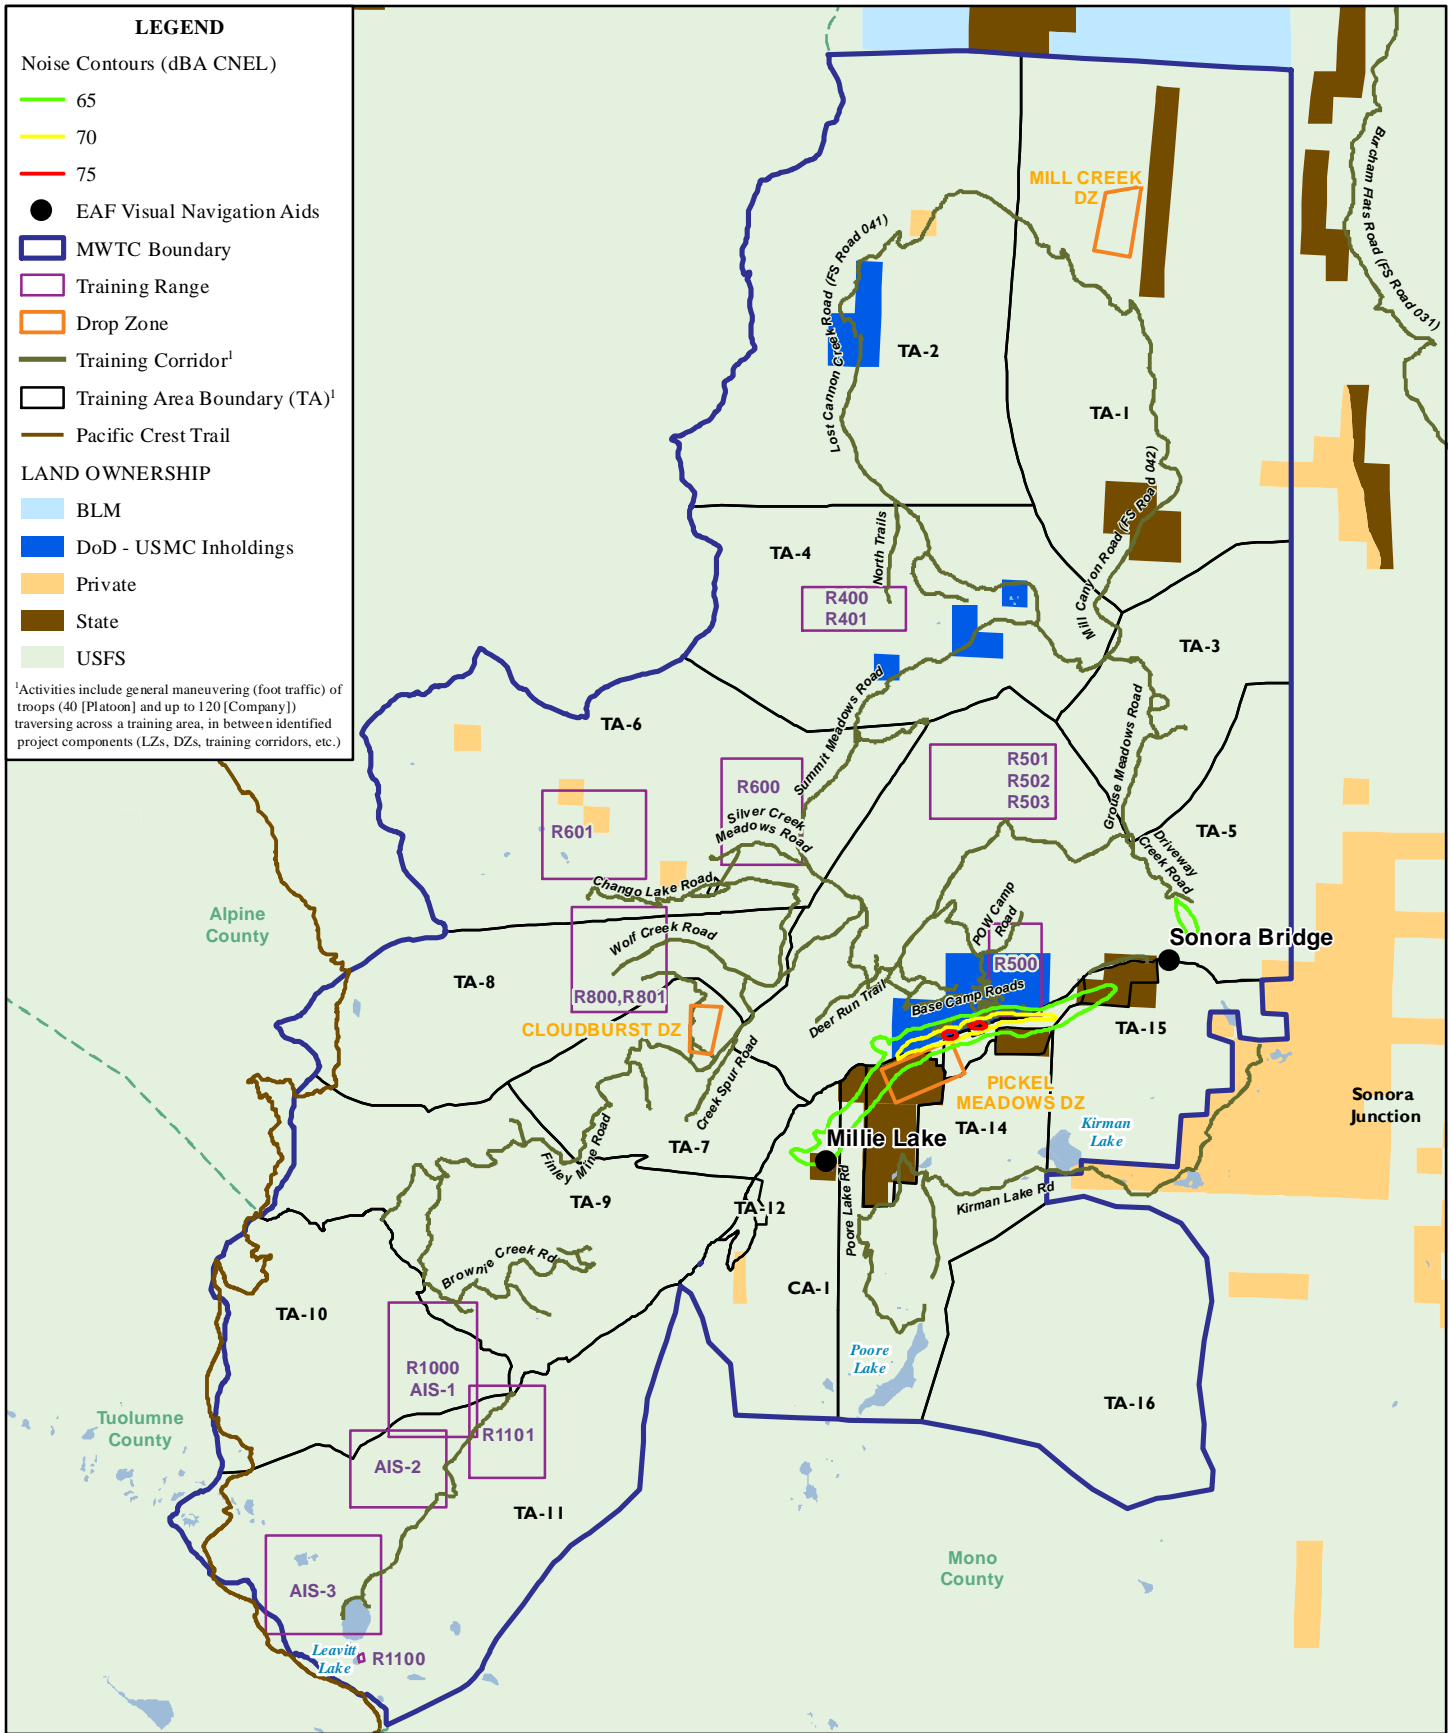 LEGEND
Noise Contours (dBA CNEL)
65
70
75
EAF Visual Navigation Aids
MWTC Boundary
Training Range
Drop Zone
Training Corridor1
Training Area Boundary (TA)1
Pacific Crest Trail
LAND OWNERSHIP
BLM
DoD - USMC Inholdings
Private
State
USFS
1Activities include general maneuvering (foot traffic) of
troops (40 [Platoon] and up to 120 [Company])
traversing across a training area, in between identified
project components (LZs, DZs, training corridors, etc.)
MILL CREEK
DZ
Burcham Flats Road (FS Road 031)
Lost Cannon Creek Road (FS Road 041)
TA-2
TA-1
Mill Canyon Road (FS Road 042)
North Trails
TA-4
R400
R401
TA-3
TA-6
Summit Meadows Road
Grouse Meadows Road
R501
R502
R503
R600
R601
Silver Creek
Meadows Road
TA-5
Driveway
Creek Road
Chango Lake Road
Alpine
County
POW Camp
Road
Wolf Creek Road
Sonora Bridge
R500
TA-8
R800,R801
Deer Run Trail
Base Camp Roads
CLOUDBURST DZ
TA-15
Creek Spur Road
PICKEL
MEADOWS DZ
Sonora
Junction
TA-14
Kirman
Lake
Millie Lake
Finley Mine Road
TA-7
TA-9
TA-12
Poore Lake Rd
Kirman Lake Rd
Brownie Creek Rd
CA-1
TA-10
Poore
Lake
R1000
AIS-1
TA-16
Tuolumne
County
R1101
AIS-2
TA-11
Mono
County
AIS-3
Leavitt
Lake
R1100